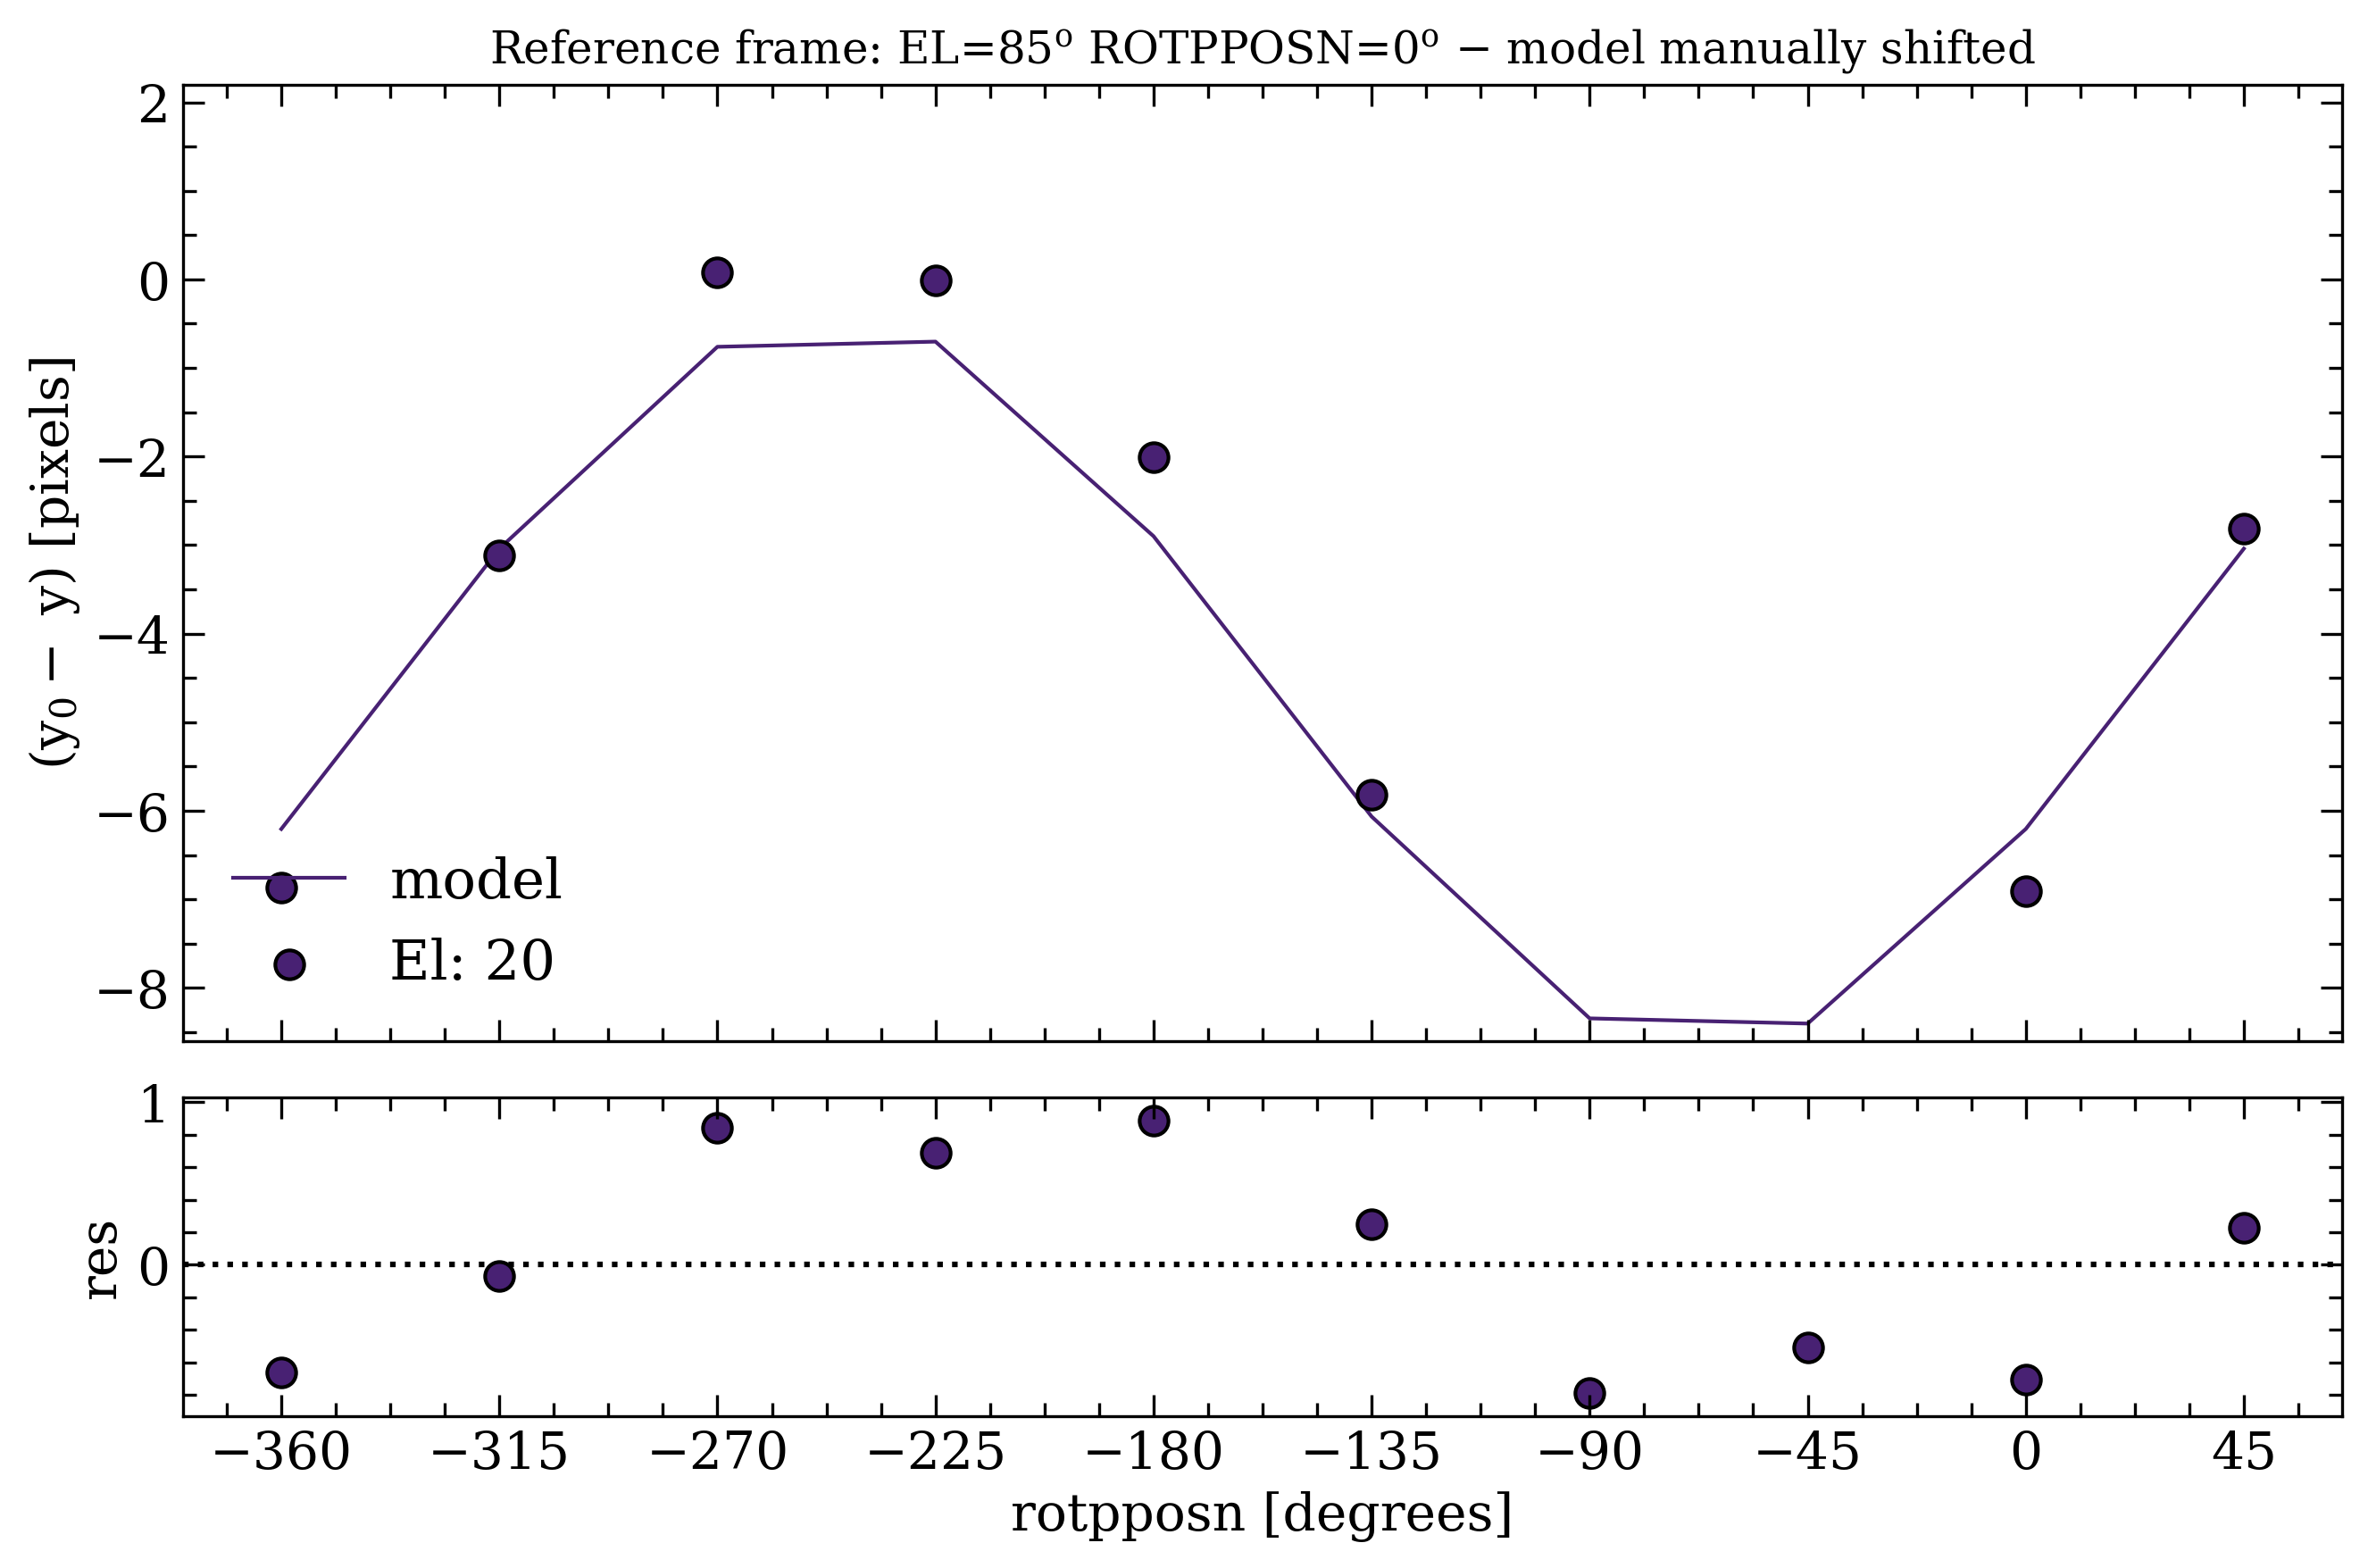 Reference frame: EL=85° ROTPPOSN=0° − model manually shifted
2
0
−2
−4
−6
−8
(y₀ − y) [pixels]
model
El: 20
1
0
res
−360 −315 −270 −225 −180 −135 −90 −45 0 45
rotpposn [degrees]